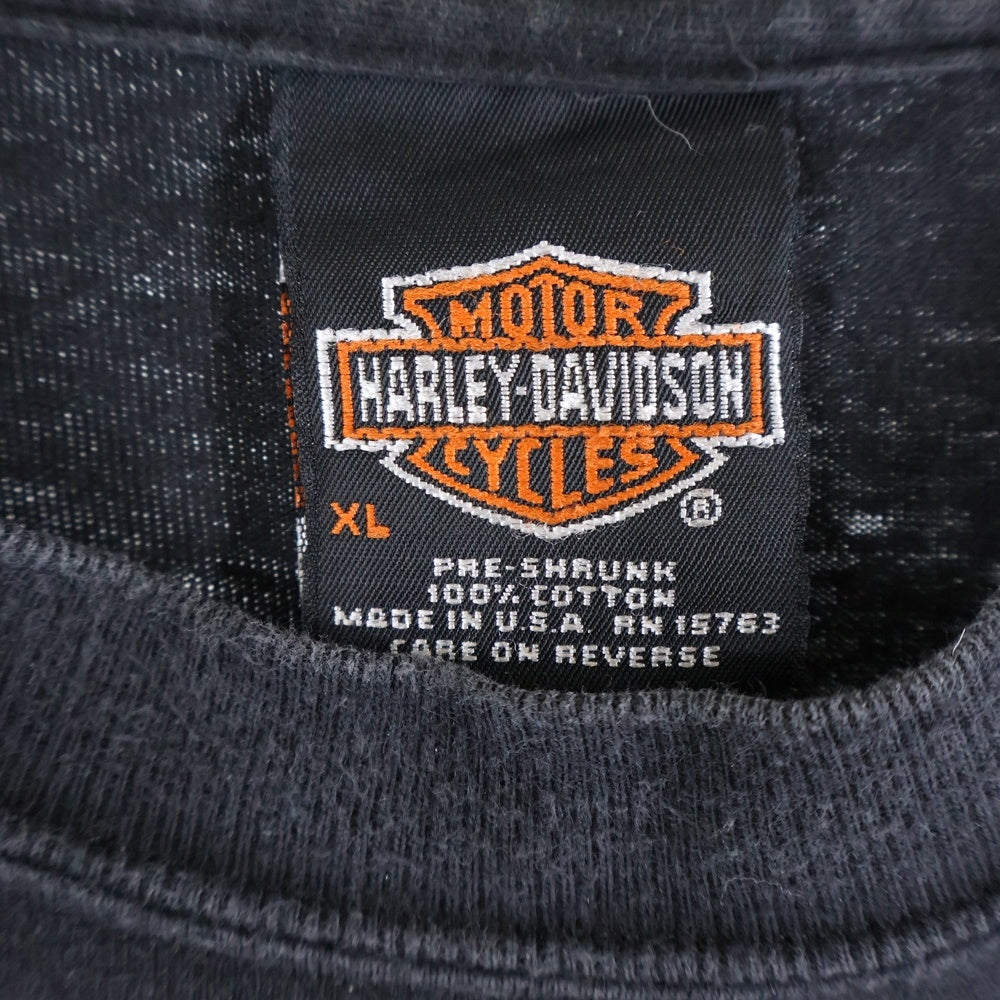 MOTOR
HARLEY-DAVIDSON
CYCLES
XL
®
PRE-SHRUNK
100% COTTON
MADE IN U.S.A. RN 15763
CARE ON REVERSE